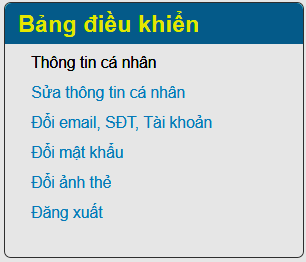 Bảng điều khiển
Thông tin cá nhân
Sửa thông tin cá nhân
Đổi email, SĐT, Tài khoản
Đổi mật khẩu
Đổi ảnh thẻ
Đăng xuất